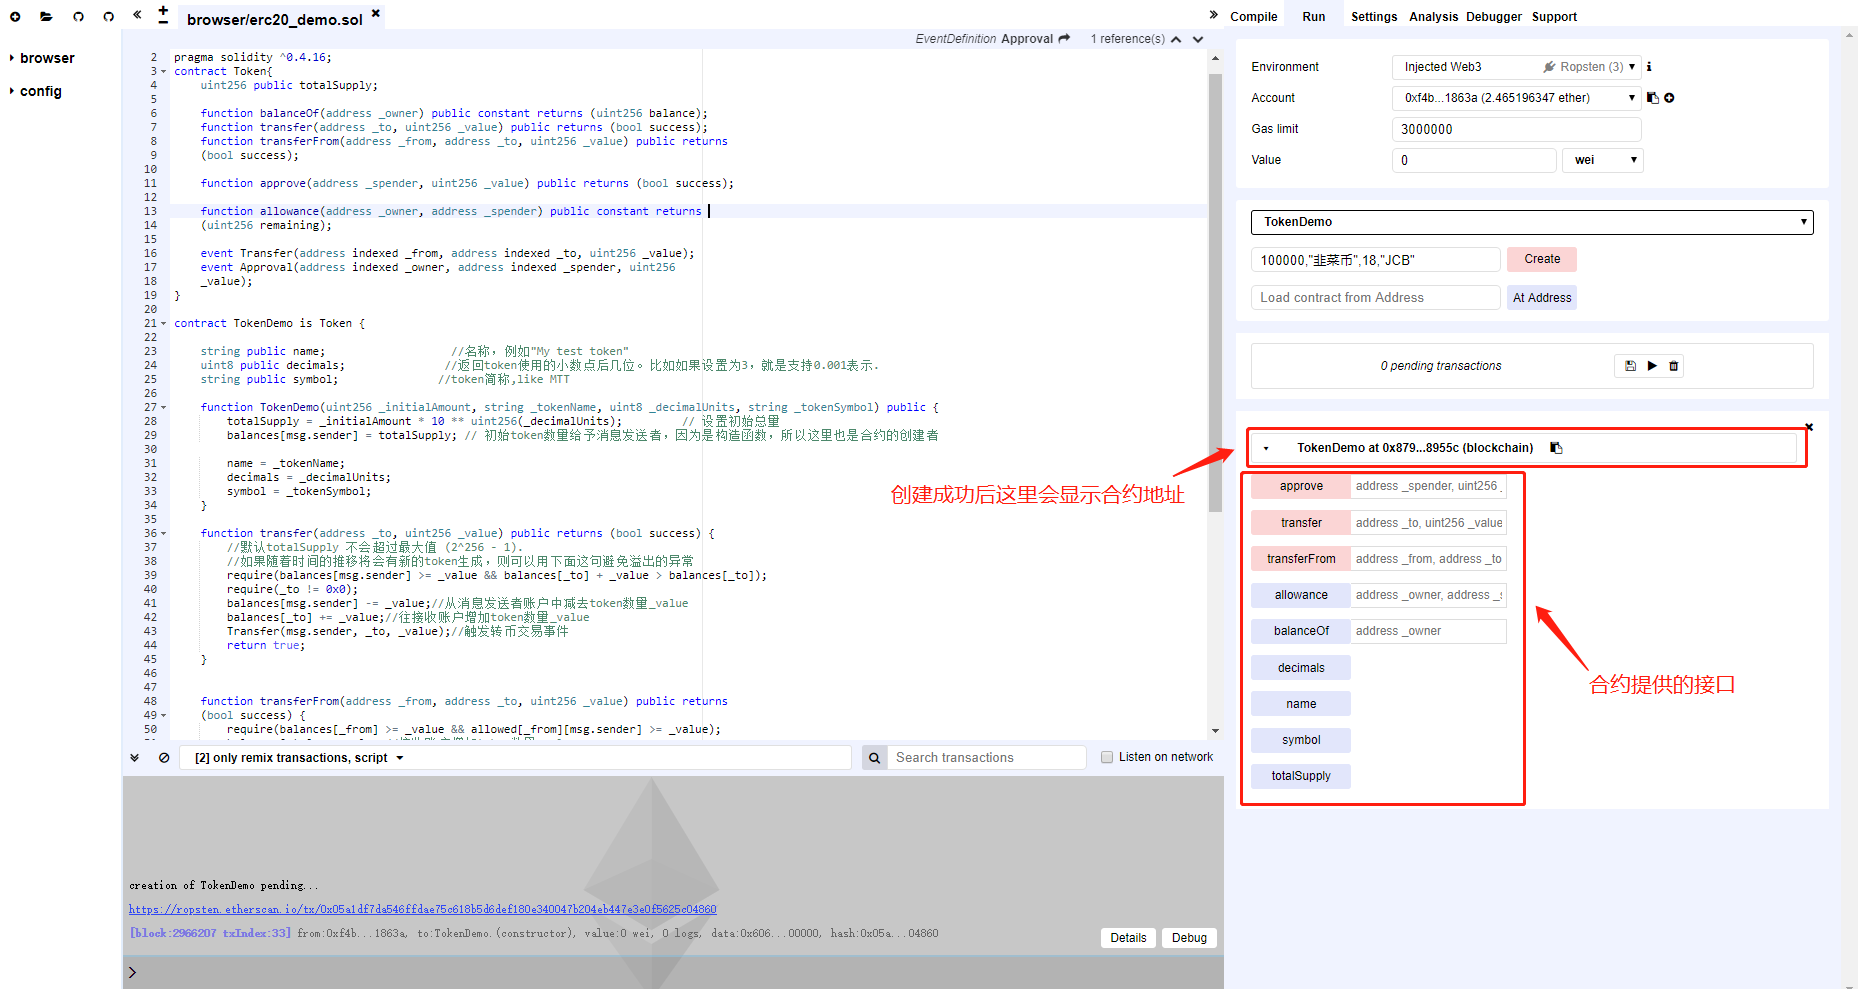 browser/erc20_demo.sol
Compile Run Settings Analysis Debugger Support
browser
config
EventDefinition Approval 1 reference(s)
2 pragma solidity ^0.4.16;
3 contract Token{
4 uint256 public totalSupply;
5
6 function balanceOf(address _owner) public constant returns (uint256 balance);
7 function transfer(address _to, uint256 _value) public returns (bool success);
8 function transferFrom(address _from, address _to, uint256 _value) public returns
9 (bool success);
10
11 function approve(address _spender, uint256 _value) public returns (bool success);
12
13 function allowance(address _owner, address _spender) public constant returns
14 (uint256 remaining);
15
16 event Transfer(address indexed _from, address indexed _to, uint256 _value);
17 event Approval(address indexed _owner, address indexed _spender, uint256
18 _value);
19 }
20
21 contract TokenDemo is Token {
22
23 string public name; //名称，例如"My test token"
24 uint8 public decimals; //返回token使用的小数点后几位。比如如果设置为3，就是支持0.001表示.
25 string public symbol; //token简称,like MTT
26
27 function TokenDemo(uint256 _initialAmount, string _tokenName, uint8 _decimalUnits, string _tokenSymbol) public {
28 totalSupply = _initialAmount * 10 ** uint256(_decimalUnits); // 设置初始总量
29 balances[msg.sender] = totalSupply; // 初始token数量给予消息发送者，因为是构造函数，所以这里也是合约的创建者
30
31 name = _tokenName;
32 decimals = _decimalUnits;
33 symbol = _tokenSymbol;
34 }
35
36 function transfer(address _to, uint256 _value) public returns (bool success) {
37 //默认totalSupply 不会超过最大值 (2^256 - 1).
38 //如果随着时间的推移将会有新的token生成，则可以用下面这句避免溢出的异常
39 require(balances[msg.sender] >= _value && balances[_to] + _value > balances[_to]);
40 require(_to != 0x0);
41 balances[msg.sender] -= _value;//从消息发送者账户中减去token数量_value
42 balances[_to] += _value;//往接收账户增加token数量_value
43 Transfer(msg.sender, _to, _value);//触发转币交易事件
44 return true;
45 }
46
47
48 function transferFrom(address _from, address _to, uint256 _value) public returns
49 (bool success) {
50 require(balances[_from] >= _value && allowed[_from][msg.sender] >= _value);
[2] only remix transactions, script
Search transactions
Listen on network
creation of TokenDemo pending...
https://ropsten.etherscan.io/tx/0x05a1df7da546ffdae75c618b5d6def180e340047b204eb447e3e0f5625c04860
[block:2966207 txIndex:33] from:0xf4b...1863a, to:TokenDemo.(constructor), value:0 wei, 0 logs, data:0x606...00000, hash:0x05a...04860
Details Debug
>
Environment Injected Web3 Ropsten (3)
Account 0xf4b...1863a (2.465196347 ether)
Gas limit 3000000
Value 0 wei
TokenDemo
100000,"韭菜币",18,"JCB" Create
Load contract from Address At Address
0 pending transactions
TokenDemo at 0x879...8955c (blockchain)
创建成功后这里会显示合约地址
approve address _spender, uint256
transfer address _to, uint256 _value
transferFrom address _from, address _to
allowance address _owner, address
balanceOf address _owner
decimals
name
symbol
totalSupply
合约提供的接口